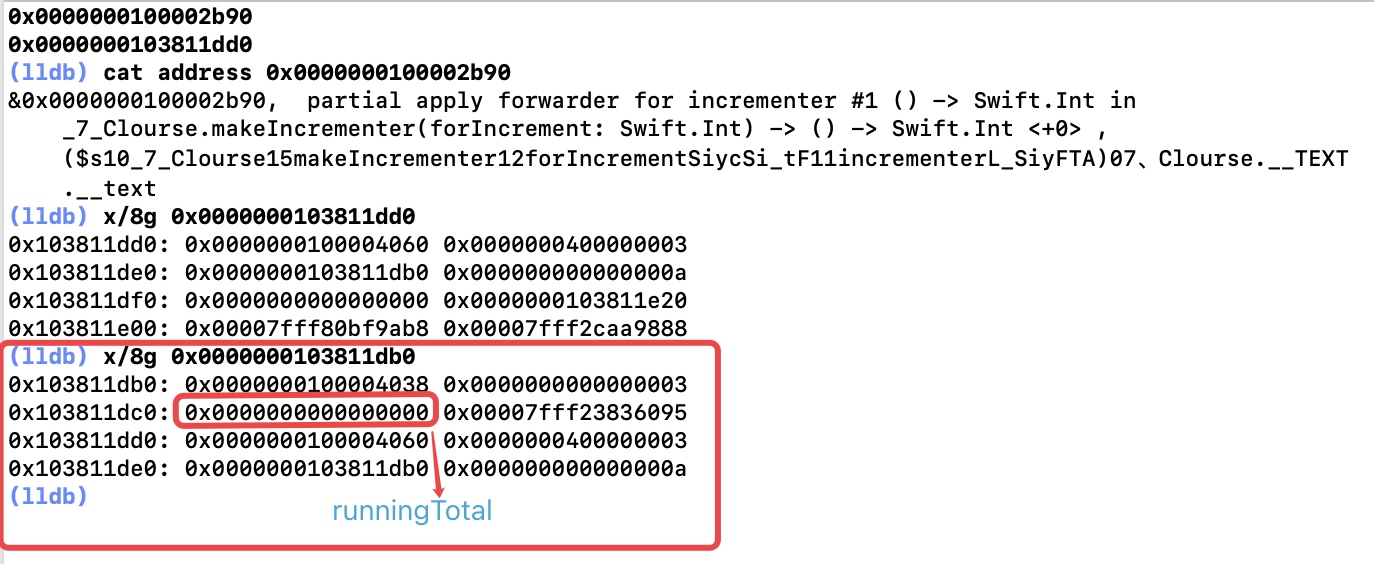 0x0000000100002b90
0x0000000103811dd0
(lldb) cat address 0x0000000100002b90
&0x0000000100002b90,  partial apply forwarder for incrementer #1 () -> Swift.Int in
_7_Clourse.makeIncrementer(forIncrement: Swift.Int) -> () -> Swift.Int <+0> ,
($s10_7_Clourse15makeIncrementer12forIncrementSiycSi_tF11incrementerL_SiyFTA)07、Clourse.__TEXT
.__text
(lldb) x/8g 0x0000000103811dd0
0x103811dd0: 0x0000000100004060 0x0000000400000003
0x103811de0: 0x0000000103811db0 0x000000000000000a
0x103811df0: 0x0000000000000000 0x0000000103811e20
0x103811e00: 0x00007fff80bf9ab8 0x00007fff2caa9888
(lldb) x/8g 0x0000000103811db0
0x103811db0: 0x0000000100004038 0x0000000000000003
0x103811dc0: 0x0000000000000000 0x00007fff23836095
0x103811dd0: 0x0000000100004060 0x0000000400000003
0x103811de0: 0x0000000103811db0 0x000000000000000a
(lldb)
runningTotal